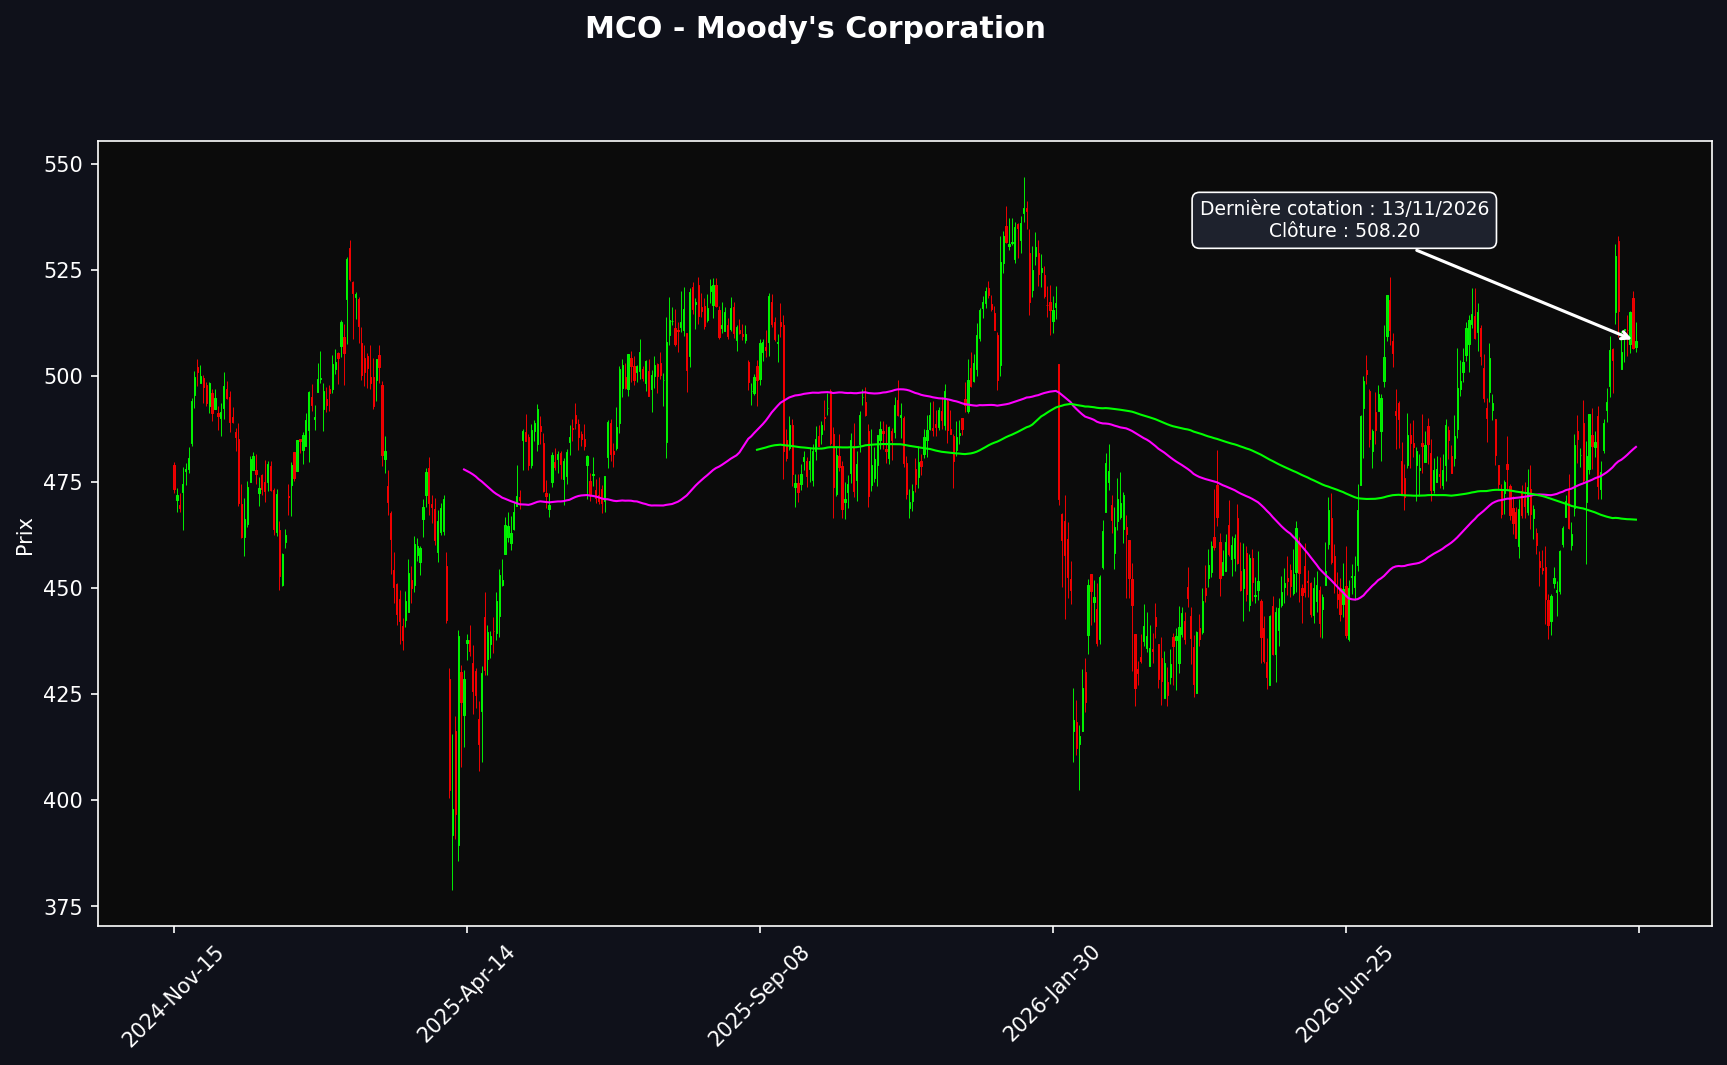 MCO - Moody's Corporation
550
525
500
475
450
425
400
375
Prix
Dernière cotation : 13/11/2026
Clôture : 508.20
2024-Nov-15
2025-Apr-14
2025-Sep-08
2026-Jan-30
2026-Jun-25